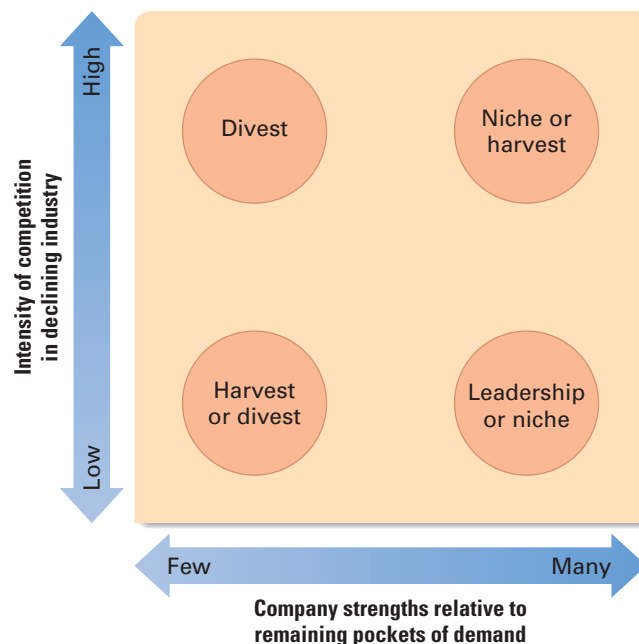 High
Low
Intensity of competition
in declining industry
Divest
Niche or
harvest
Harvest
or divest
Leadership
or niche
Few
Many
Company strengths relative to
remaining pockets of demand